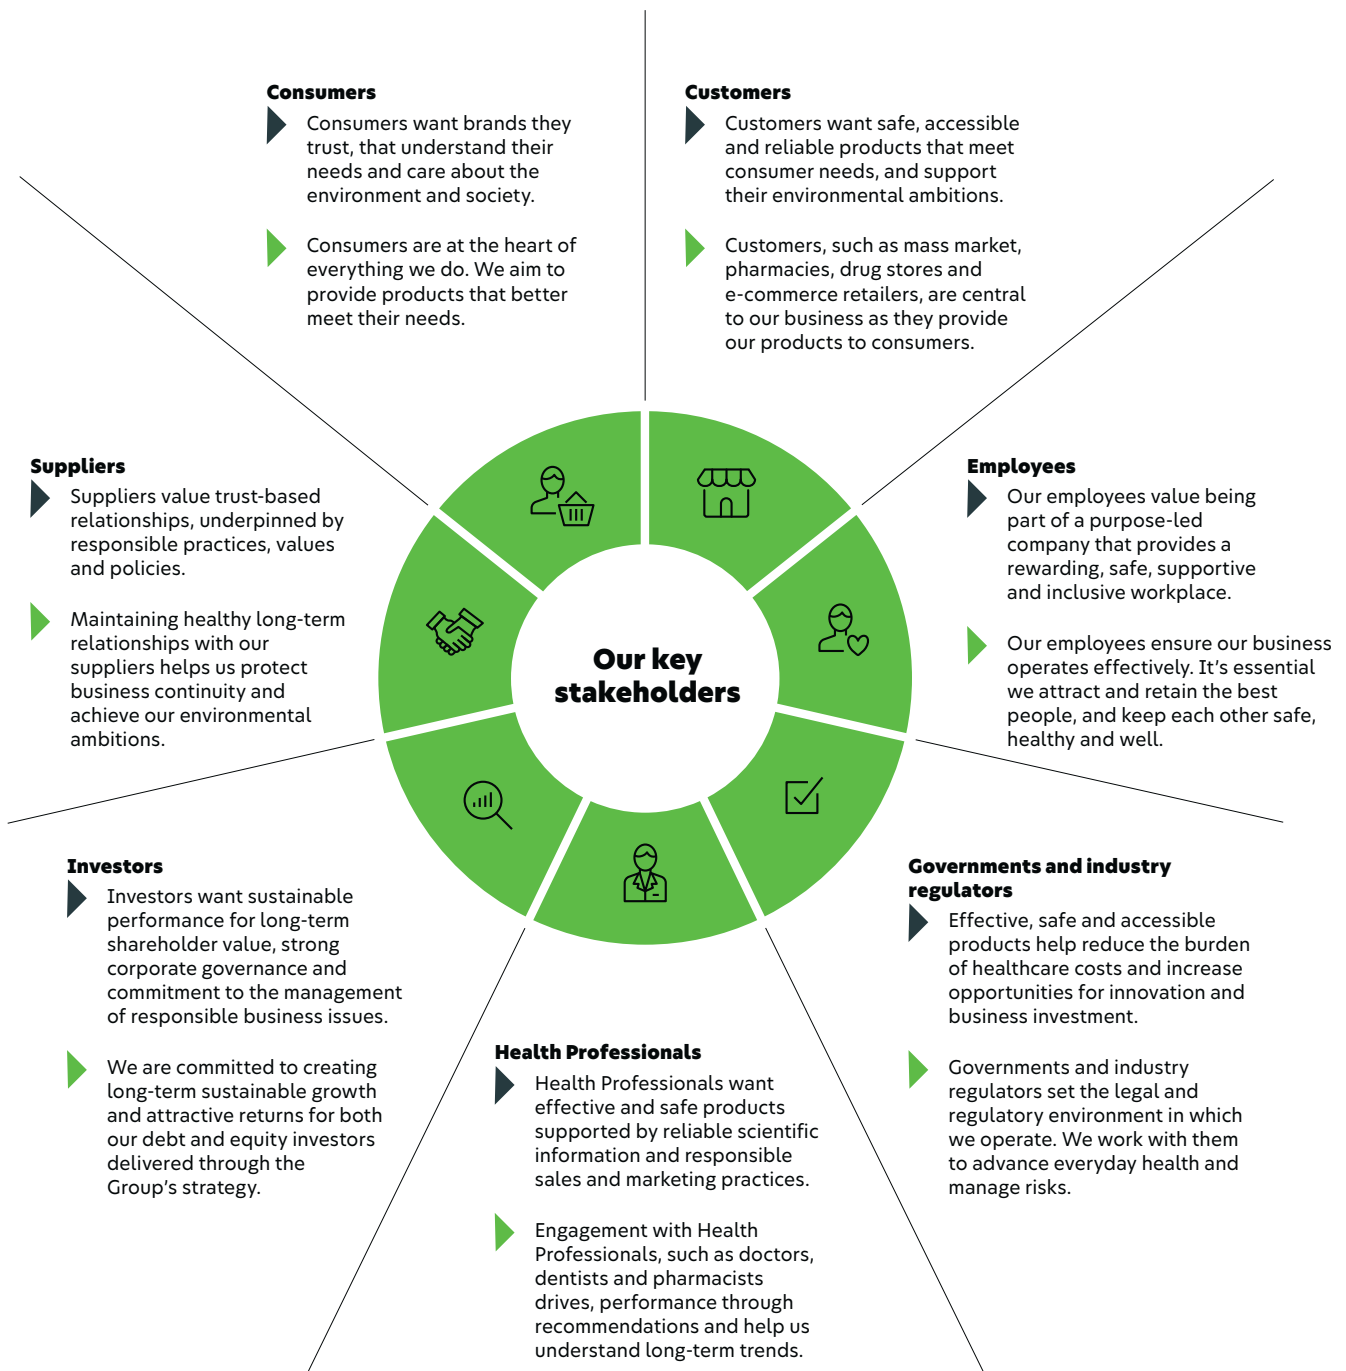 Consumers
Consumers want brands they
trust, that understand their
needs and care about the
environment and society.
Consumers are at the heart of
everything we do. We aim to
provide products that better
meet their needs.
Customers
Customers want safe, accessible
and reliable products that meet
consumer needs, and support
their environmental ambitions.
Customers, such as mass market,
pharmacies, drug stores and
e-commerce retailers, are central
to our business as they provide
our products to consumers.
Suppliers
Suppliers value trust-based
relationships, underpinned by
responsible practices, values
and policies.
Maintaining healthy long-term
relationships with our
suppliers helps us protect
business continuity and
achieve our environmental
ambitions.
Our key
stakeholders
Employees
Our employees value being
part of a purpose-led
company that provides a
rewarding, safe, supportive
and inclusive workplace.
Our employees ensure our business
operates effectively. It’s essential
we attract and retain the best
people, and keep each other safe,
healthy and well.
Investors
Investors want sustainable
performance for long-term
shareholder value, strong
corporate governance and
commitment to the management
of responsible business issues.
We are committed to creating
long-term sustainable growth
and attractive returns for both
our debt and equity investors
delivered through the
Group’s strategy.
Health Professionals
Health Professionals want
effective and safe products
supported by reliable scientific
information and responsible
sales and marketing practices.
Engagement with Health
Professionals, such as doctors,
dentists and pharmacists
drives, performance through
recommendations and help us
understand long-term trends.
Governments and industry
regulators
Effective, safe and accessible
products help reduce the burden
of healthcare costs and increase
opportunities for innovation and
business investment.
Governments and industry
regulators set the legal and
regulatory environment in which
we operate. We work with them
to advance everyday health and
manage risks.